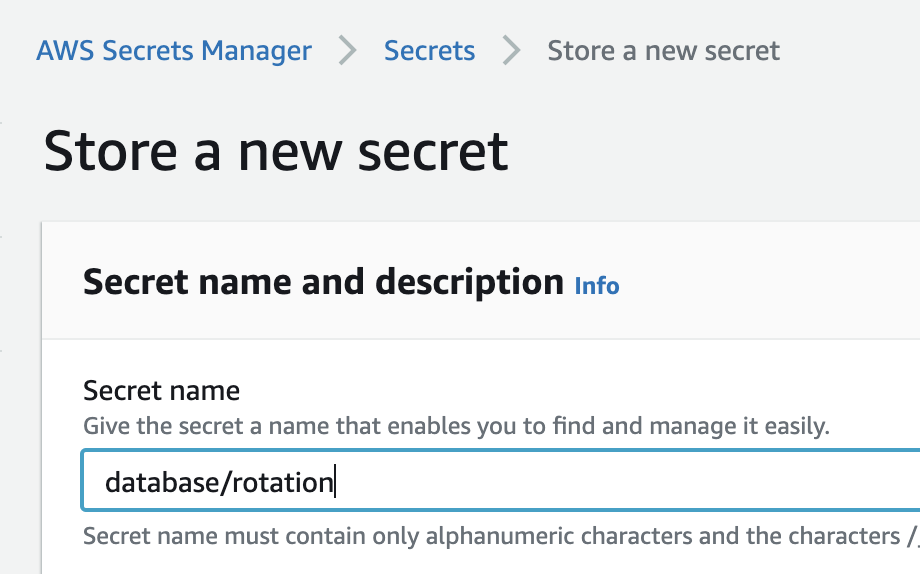 AWS Secrets Manager > Secrets > Store a new secret
Store a new secret
Secret name and description Info
Secret name
Give the secret a name that enables you to find and manage it easily.
database/rotation
Secret name must contain only alphanumeric characters and the characters /_